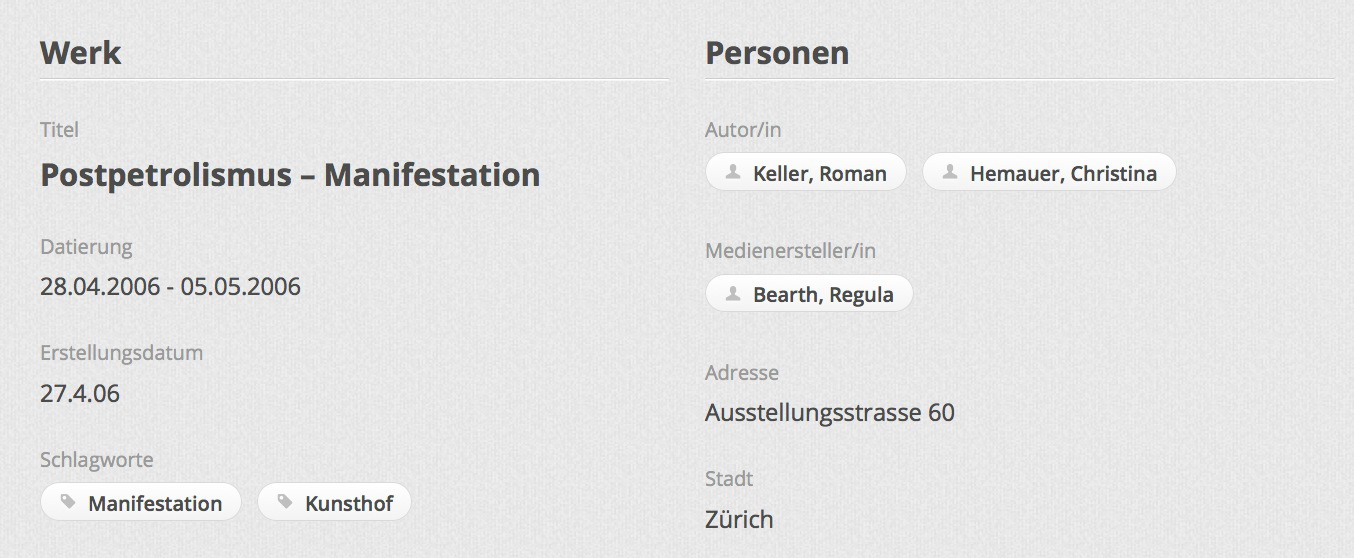 Werk
Titel
Postpetrolismus – Manifestation
Datierung
28.04.2006 - 05.05.2006
Erstellungsdatum
27.4.06
Schlagworte
Manifestation Kunsthof
Personen
Autor/in
Keller, Roman Hemauer, Christina
Medienersteller/in
Bearth, Regula
Adresse
Ausstellungsstrasse 60
Stadt
Zürich